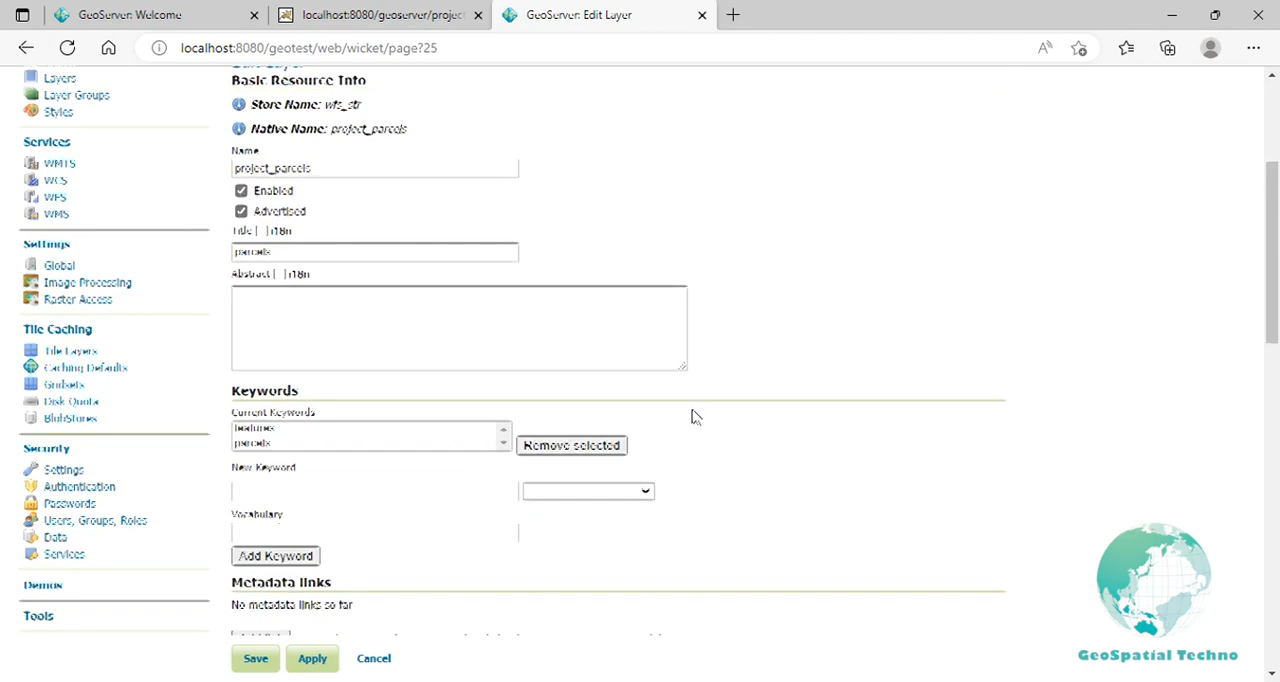 GeoServer: Welcome
localhost:8080/geoserver/project
GeoServer: Edit Layer
localhost:8080/geotest/web/wicket/page?25
Layers
Layer Groups
Styles
Services
WMTS
WCS
WFS
WMS
Settings
Global
Image Processing
Raster Access
Tile Caching
Tile Layers
Caching Defaults
Gridsets
Disk Quota
BlobStores
Security
Settings
Authentication
Passwords
Users, Groups, Roles
Data
Services
Demos
Tools
Basic Resource Info
Store Name: wfs_str
Native Name: project_parcels
Name
project_parcels
Enabled
Advertised
Title i18n
parcels
Abstract i18n
Keywords
Current Keywords
features
parcels
Remove selected
New Keyword
Vocabulary
Add Keyword
Metadata links
No metadata links so far
Save Apply Cancel
GeoSpatial Techno